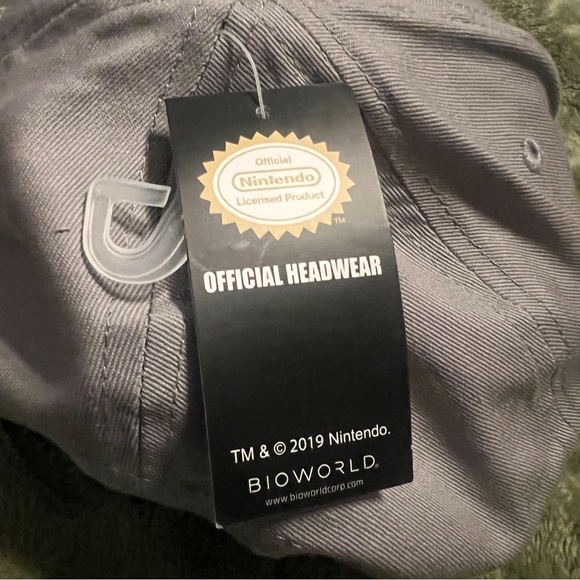 Official
Nintendo
Licensed Product
TM
OFFICIAL HEADWEAR
TM & © 2019 Nintendo.
BIOWORLD®
www.bioworldcorp.com